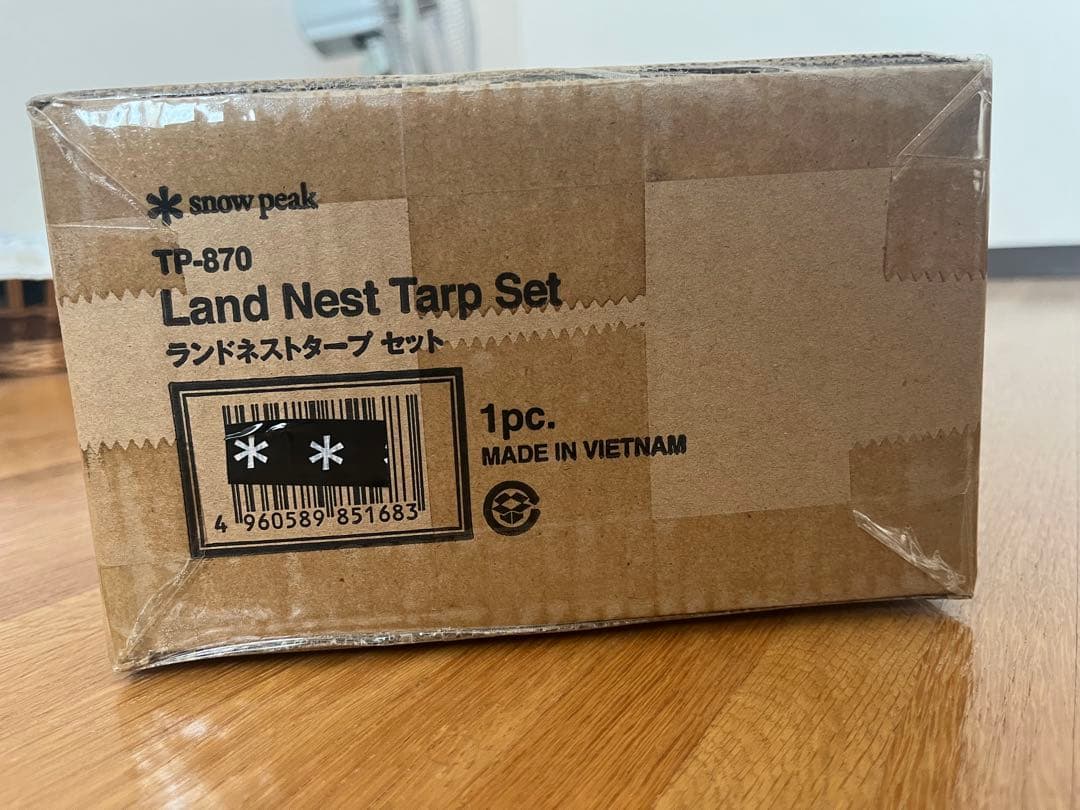 snow peak
TP-870
Land Nest Tarp Set
ランドネストタープ セット
1pc.
MADE IN VIETNAM
4 960589 851683